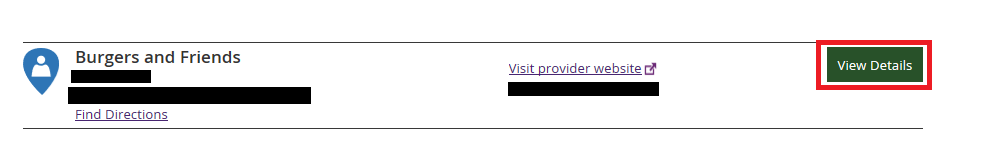 Burgers and Friends
Visit provider website
View Details
Find Directions